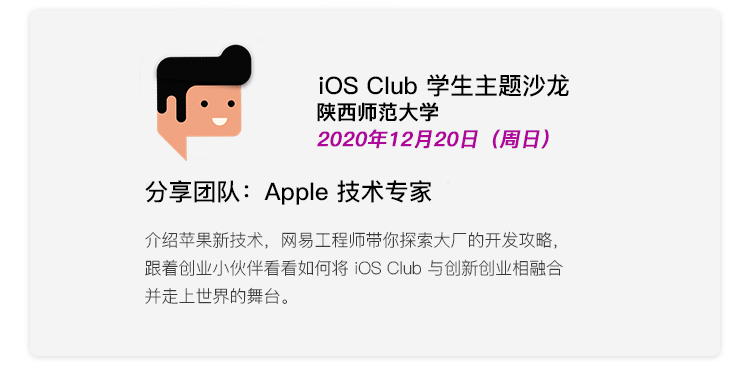 iOS Club 学生主题沙龙
陕西师范大学
2020年12月20日（周日）
分享团队：Apple 技术专家
介绍苹果新技术，网易工程师带你探索大厂的开发攻略，
跟着创业小伙伴看看如何将 iOS Club 与创新创业相融合
并走上世界的舞台。